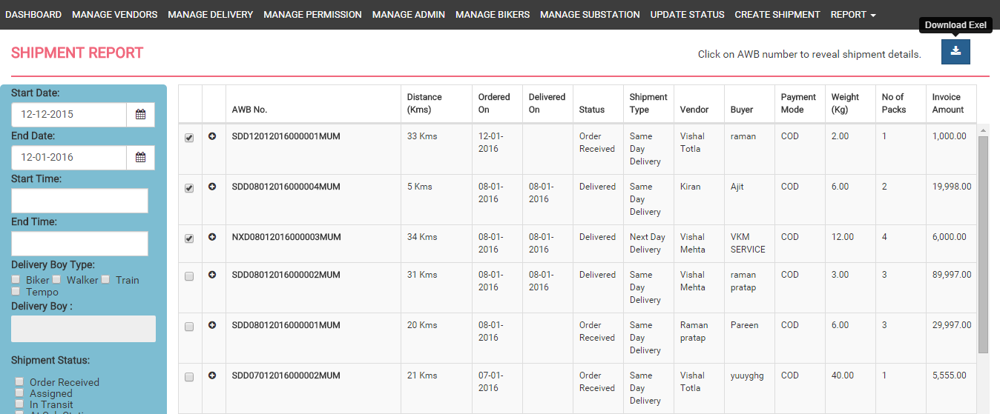 DASHBOARD MANAGE VENDORS MANAGE DELIVERY MANAGE PERMISSION MANAGE ADMIN MANAGE BIKERS MANAGE SUBSTATION UPDATE STATUS CREATE SHIPMENT REPORT
Download Exel
SHIPMENT REPORT
Click on AWB number to reveal shipment details.
Start Date:
12-12-2015
End Date:
12-01-2016
Start Time:
End Time:
Delivery Boy Type:
Biker Walker Train
Tempo
Delivery Boy :
Shipment Status:
Order Received
Assigned
In Transit
Distance Ordered Delivered Shipment Payment Weight No of Invoice
AWB No. (Kms) On On Status Type Vendor Buyer Mode (Kg) Packs Amount
SDD12012016000001MUM 33 Kms 12-01- Order Same Vishal raman COD 2.00 1 1,000.00
2016 Received Day Totla
Delivery
SDD08012016000004MUM 5 Kms 08-01- 08-01- Delivered Same Kiran Ajit COD 6.00 2 19,998.00
2016 2016 Day
Delivery
NXD08012016000003MUM 34 Kms 08-01- 08-01- Delivered Next Day Vishal VKM COD 12.00 4 6,000.00
2016 2016 Delivery Mehta SERVICE
SDD08012016000002MUM 31 Kms 08-01- 08-01- Delivered Same Vishal raman COD 3.00 3 89,997.00
2016 2016 Day Mehta pratap
Delivery
SDD08012016000001MUM 20 Kms 08-01- Order Same Raman Pareen COD 6.00 3 29,997.00
2016 Received Day pratap
Delivery
SDD07012016000002MUM 21 Kms 07-01- Order Same Vishal yuuyghg COD 40.00 1 5,555.00
2016 Received Day Totla
Delivery